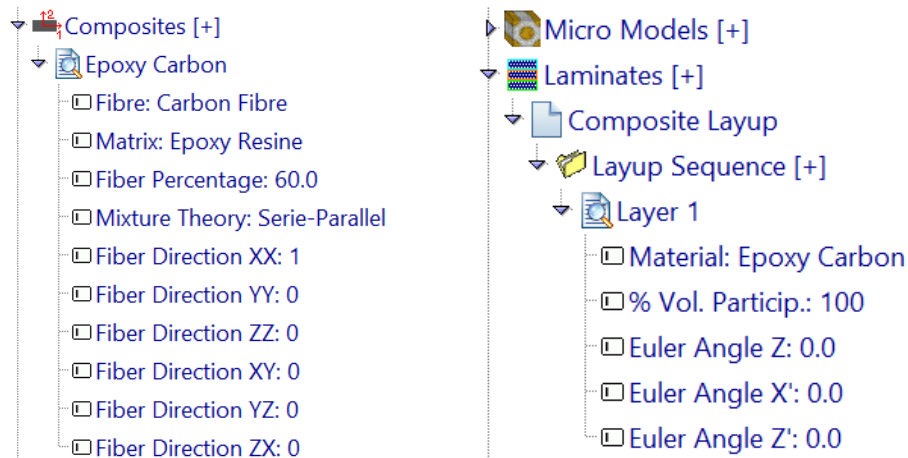 Composites [+]
Epoxy Carbon
Fibre: Carbon Fibre
Matrix: Epoxy Resine
Fiber Percentage: 60.0
Mixture Theory: Serie-Parallel
Fiber Direction XX: 1
Fiber Direction YY: 0
Fiber Direction ZZ: 0
Fiber Direction XY: 0
Fiber Direction YZ: 0
Fiber Direction ZX: 0
Micro Models [+]
Laminates [+]
Composite Layup
Layup Sequence [+]
Layer 1
Material: Epoxy Carbon
% Vol. Particip.: 100
Euler Angle Z: 0.0
Euler Angle X': 0.0
Euler Angle Z': 0.0